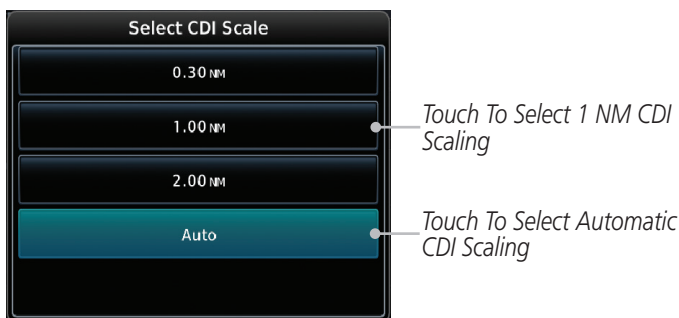 Select CDI Scale
0.30 NM
1.00 NM
Touch To Select 1 NM CDI
Scaling
2.00 NM
Auto
Touch To Select Automatic
CDI Scaling